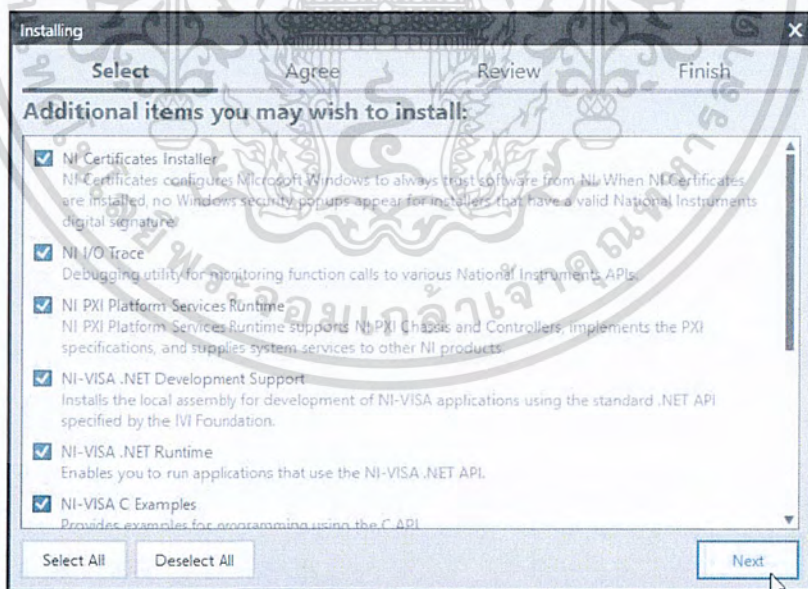 Installing
Select Agree Review Finish
Additional items you may wish to install:
NI Certificates Installer
NI Certificates configures Microsoft Windows to always trust software from NI. When NI Certificates
are installed, no Windows security popups appear for installers that have a valid National Instruments
digital signature.
NI I/O Trace
Debugging utility for monitoring function calls to various National Instruments APIs.
NI PXI Platform Services Runtime
NI PXI Platform Services Runtime supports NI PXI Chassis and Controllers, implements the PXI
specifications, and supplies system services to other NI products.
NI-VISA .NET Development Support
Installs the local assembly for development of NI-VISA applications using the standard .NET API
specified by the IVI Foundation.
NI-VISA .NET Runtime
Enables you to run applications that use the NI-VISA .NET API.
NI-VISA C Examples
Provides examples for programming using the C API
Select All Deselect All Next